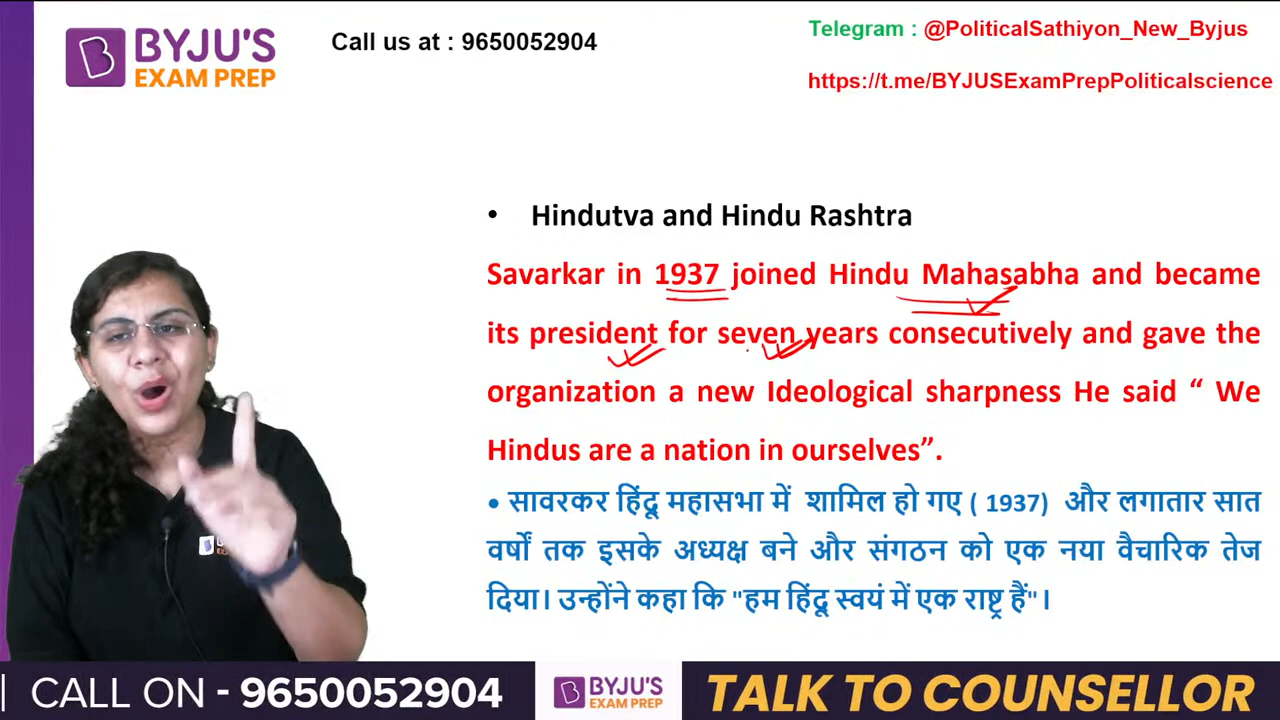 BYJU'S
EXAM PREP
Call us at : 9650052904
Telegram : @PoliticalSathiyon_New_Byjus
https://t.me/BYJUSExamPrepPoliticalscience
• Hindutva and Hindu Rashtra
Savarkar in 1937 joined Hindu Mahasabha and became
its president for seven years consecutively and gave the
organization a new Ideological sharpness He said “ We
Hindus are a nation in ourselves”.
• सावरकर हिंदू महासभा में शामिल हो गए ( 1937) और लगातार सात
वर्षों तक इसके अध्यक्ष बने और संगठन को एक नया वैचारिक तेज
दिया। उन्होंने कहा कि "हम हिंदू स्वयं में एक राष्ट्र हैं"।
BYJU'S
EXAM PREP
| CALL ON - 9650052904
BYJU'S
EXAM PREP
TALK TO COUNSELLOR